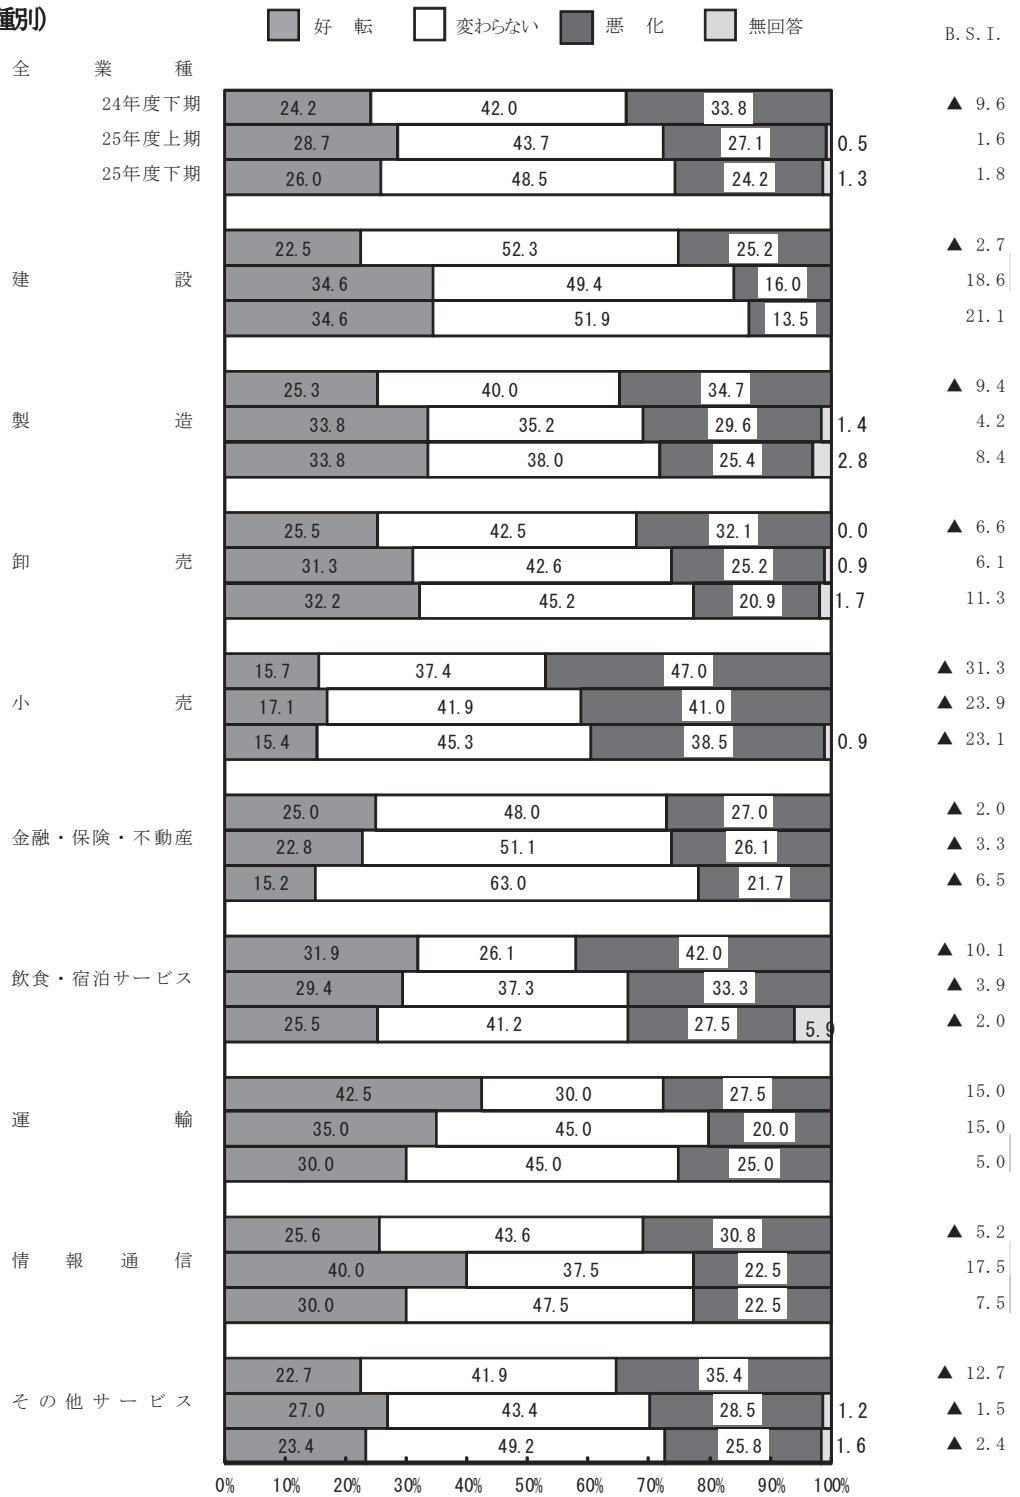 種別)
好 転 変わらない 悪 化 無回答 B.S.I.
全 業 種
24年度下期 24.2 42.0 33.8 ▲ 9.6
25年度上期 28.7 43.7 27.1 0.5 1.6
25年度下期 26.0 48.5 24.2 1.3 1.8
22.5 52.3 25.2 ▲ 2.7
建 設 34.6 49.4 16.0 18.6
34.6 51.9 13.5 21.1
25.3 40.0 34.7 ▲ 9.4
製 造 33.8 35.2 29.6 1.4 4.2
33.8 38.0 25.4 2.8 8.4
25.5 42.5 32.1 0.0 ▲ 6.6
卸 売 31.3 42.6 25.2 0.9 6.1
32.2 45.2 20.9 1.7 11.3
15.7 37.4 47.0 ▲ 31.3
小 売 17.1 41.9 41.0 ▲ 23.9
15.4 45.3 38.5 0.9 ▲ 23.1
25.0 48.0 27.0 ▲ 2.0
金融・保険・不動産 22.8 51.1 26.1 ▲ 3.3
15.2 63.0 21.7 ▲ 6.5
31.9 26.1 42.0 ▲ 10.1
飲食・宿泊サービス 29.4 37.3 33.3 ▲ 3.9
25.5 41.2 27.5 5.9 ▲ 2.0
42.5 30.0 27.5 15.0
運 輸 35.0 45.0 20.0 15.0
30.0 45.0 25.0 5.0
25.6 43.6 30.8 ▲ 5.2
情 報 通 信 40.0 37.5 22.5 17.5
30.0 47.5 22.5 7.5
22.7 41.9 35.4 ▲ 12.7
その他サービス 27.0 43.4 28.5 1.2 ▲ 1.5
23.4 49.2 25.8 1.6 ▲ 2.4
0% 10% 20% 30% 40% 50% 60% 70% 80% 90% 100%